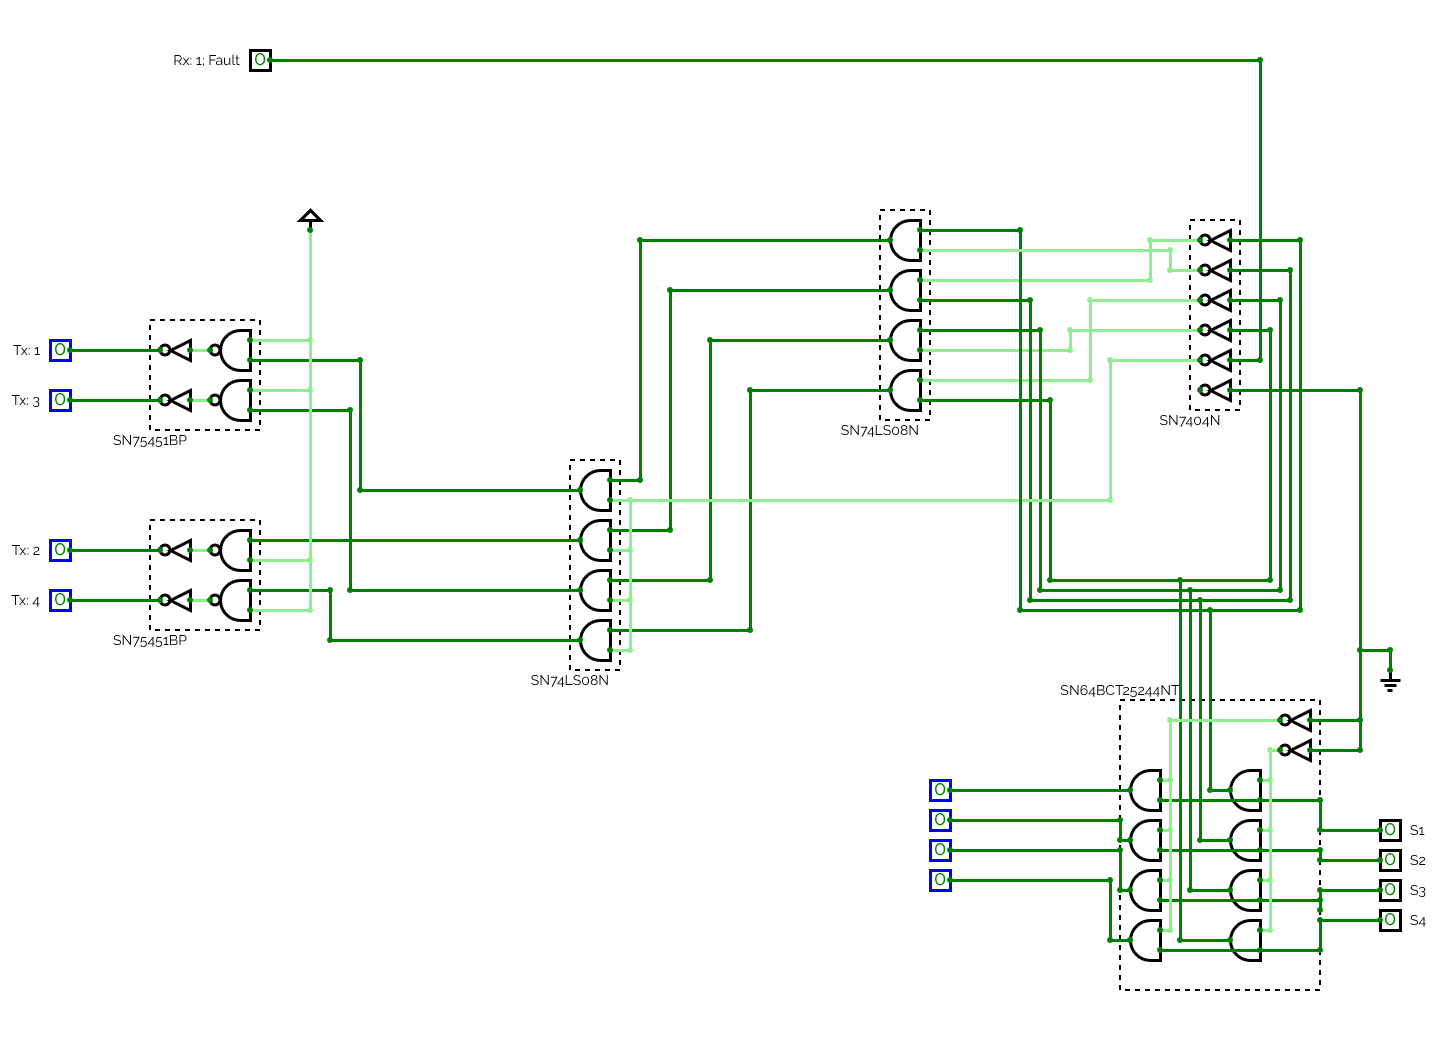 Rx: 1; Fault 0
Tx: 1 0
Tx: 3 0
SN75451BP
SN74LS08N
SN7404N
Tx: 2 0
Tx: 4 0
SN75451BP
SN74LS08N
SN64BCT25244NT
0
0
0
0
0 S1
0 S2
0 S3
0 S4